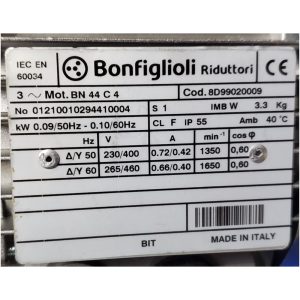 IEC EN
60034
Bonfiglioli Riduttori CE
3 ~ Mot. BN 44 C 4 Cod. 8D99020009
No 01210010294410004 S 1 IMB W 3.3 Kg
kW 0.09/50Hz - 0.10/60Hz CL F IP 55 Amb 40 °C
Hz V A min⁻¹ cos φ
Δ/Y 50 230/400 0.72/0.42 1350 0,60
Δ/Y 60 265/460 0.66/0.40 1650 0,60
BIT MADE IN ITALY